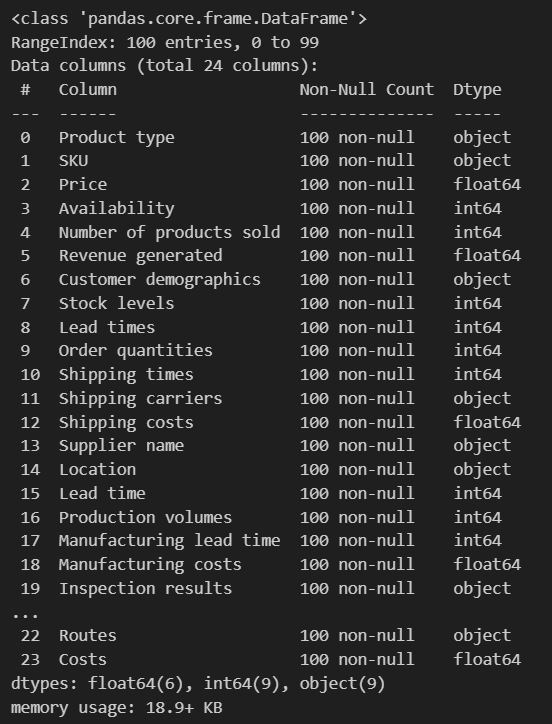 <class 'pandas.core.frame.DataFrame'>
RangeIndex: 100 entries, 0 to 99
Data columns (total 24 columns):
 #   Column                   Non-Null Count  Dtype
---  ------                   --------------  -----
 0   Product type             100 non-null    object
 1   SKU                      100 non-null    object
 2   Price                    100 non-null    float64
 3   Availability             100 non-null    int64
 4   Number of products sold  100 non-null    int64
 5   Revenue generated        100 non-null    float64
 6   Customer demographics    100 non-null    object
 7   Stock levels             100 non-null    int64
 8   Lead times               100 non-null    int64
 9   Order quantities         100 non-null    int64
 10  Shipping times           100 non-null    int64
 11  Shipping carriers        100 non-null    object
 12  Shipping costs           100 non-null    float64
 13  Supplier name            100 non-null    object
 14  Location                 100 non-null    object
 15  Lead time                100 non-null    int64
 16  Production volumes       100 non-null    int64
 17  Manufacturing lead time  100 non-null    int64
 18  Manufacturing costs      100 non-null    float64
 19  Inspection results       100 non-null    object
...
 22  Routes                   100 non-null    object
 23  Costs                    100 non-null    float64
dtypes: float64(6), int64(9), object(9)
memory usage: 18.9+ KB